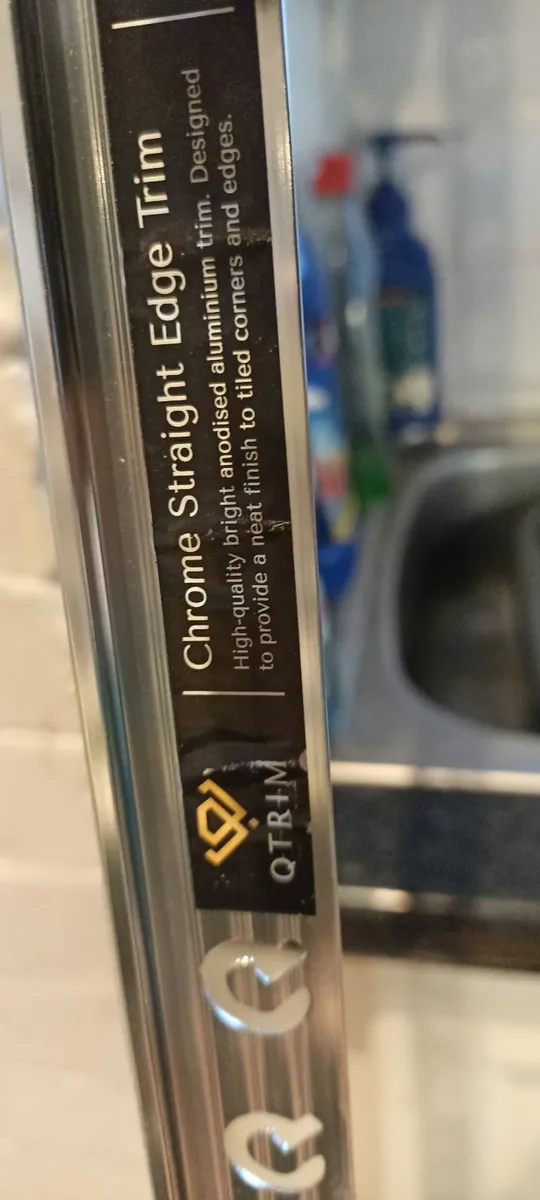 QTRIM
Chrome Straight Edge Trim
High-quality bright anodised aluminium trim. Designed
to provide a neat finish to tiled corners and edges.